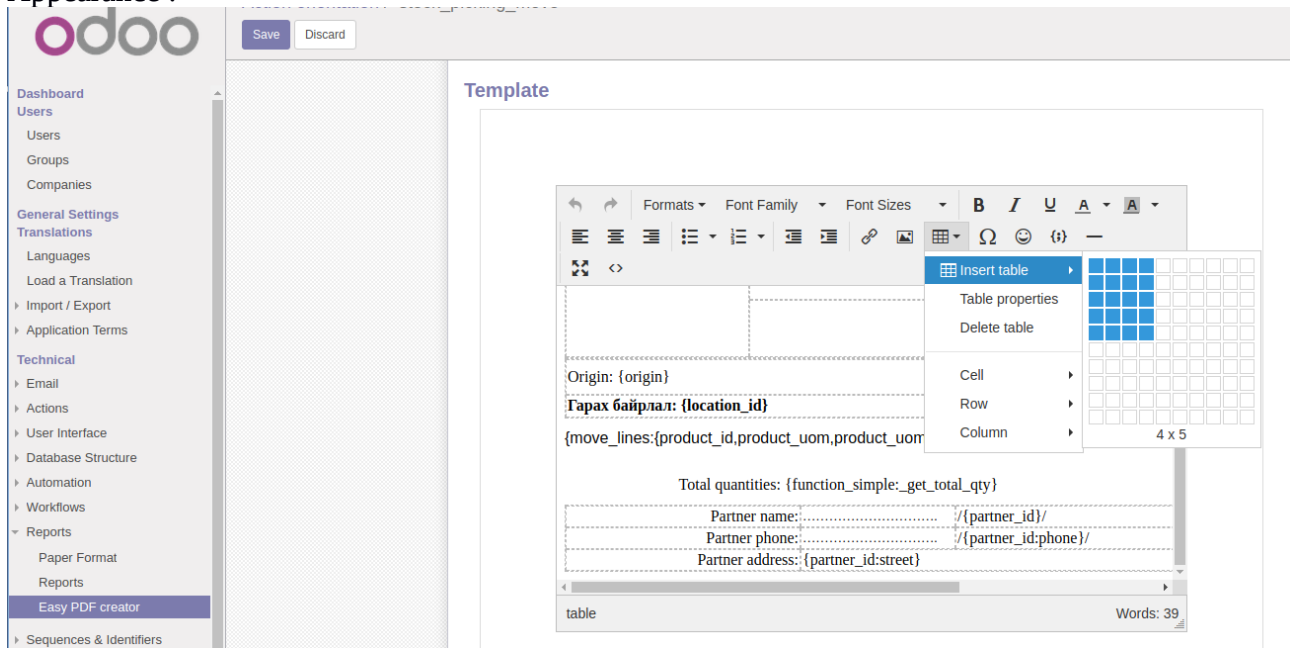 Appearance :
odoo
Save
Discard
Dashboard
Users
Users
Groups
Companies
General Settings
Translations
Languages
Load a Translation
Import / Export
Application Terms
Technical
Email
Actions
User Interface
Database Structure
Automation
Workflows
Reports
Paper Format
Reports
Easy PDF creator
Sequences & Identifiers
Template
Formats Font Family Font Sizes B I U A A
Insert table
Table properties
Delete table
Cell
Row
Column
4 x 5
Origin: {origin}
Гарах байрлал: {location_id}
{move_lines:{product_id,product_uom,product_uom
Total quantities: {function_simple:_get_total_qty}
Partner name: ............................... /{partner_id}/
Partner phone: ............................... /{partner_id:phone}/
Partner address: {partner_id:street}
table
Words: 39